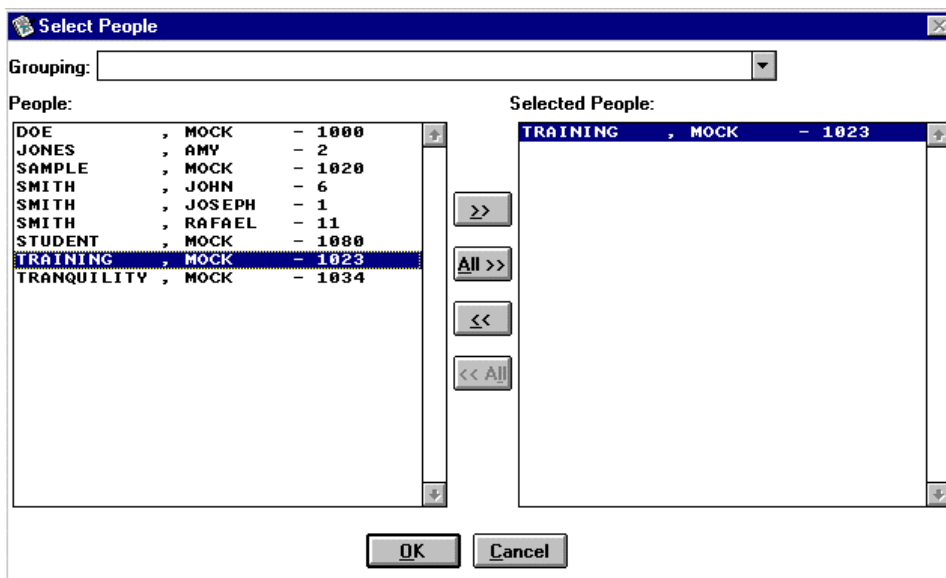 Select People
Grouping:
People:
DOE , MOCK - 1000
JONES , AMY - 2
SAMPLE , MOCK - 1020
SMITH , JOHN - 6
SMITH , JOSEPH - 1
SMITH , RAFAEL - 11
STUDENT , MOCK - 1080
TRAINING , MOCK - 1023
TRANQUILITY , MOCK - 1034
>>
All >>
<<
<< All
Selected People:
TRAINING , MOCK - 1023
OK
Cancel